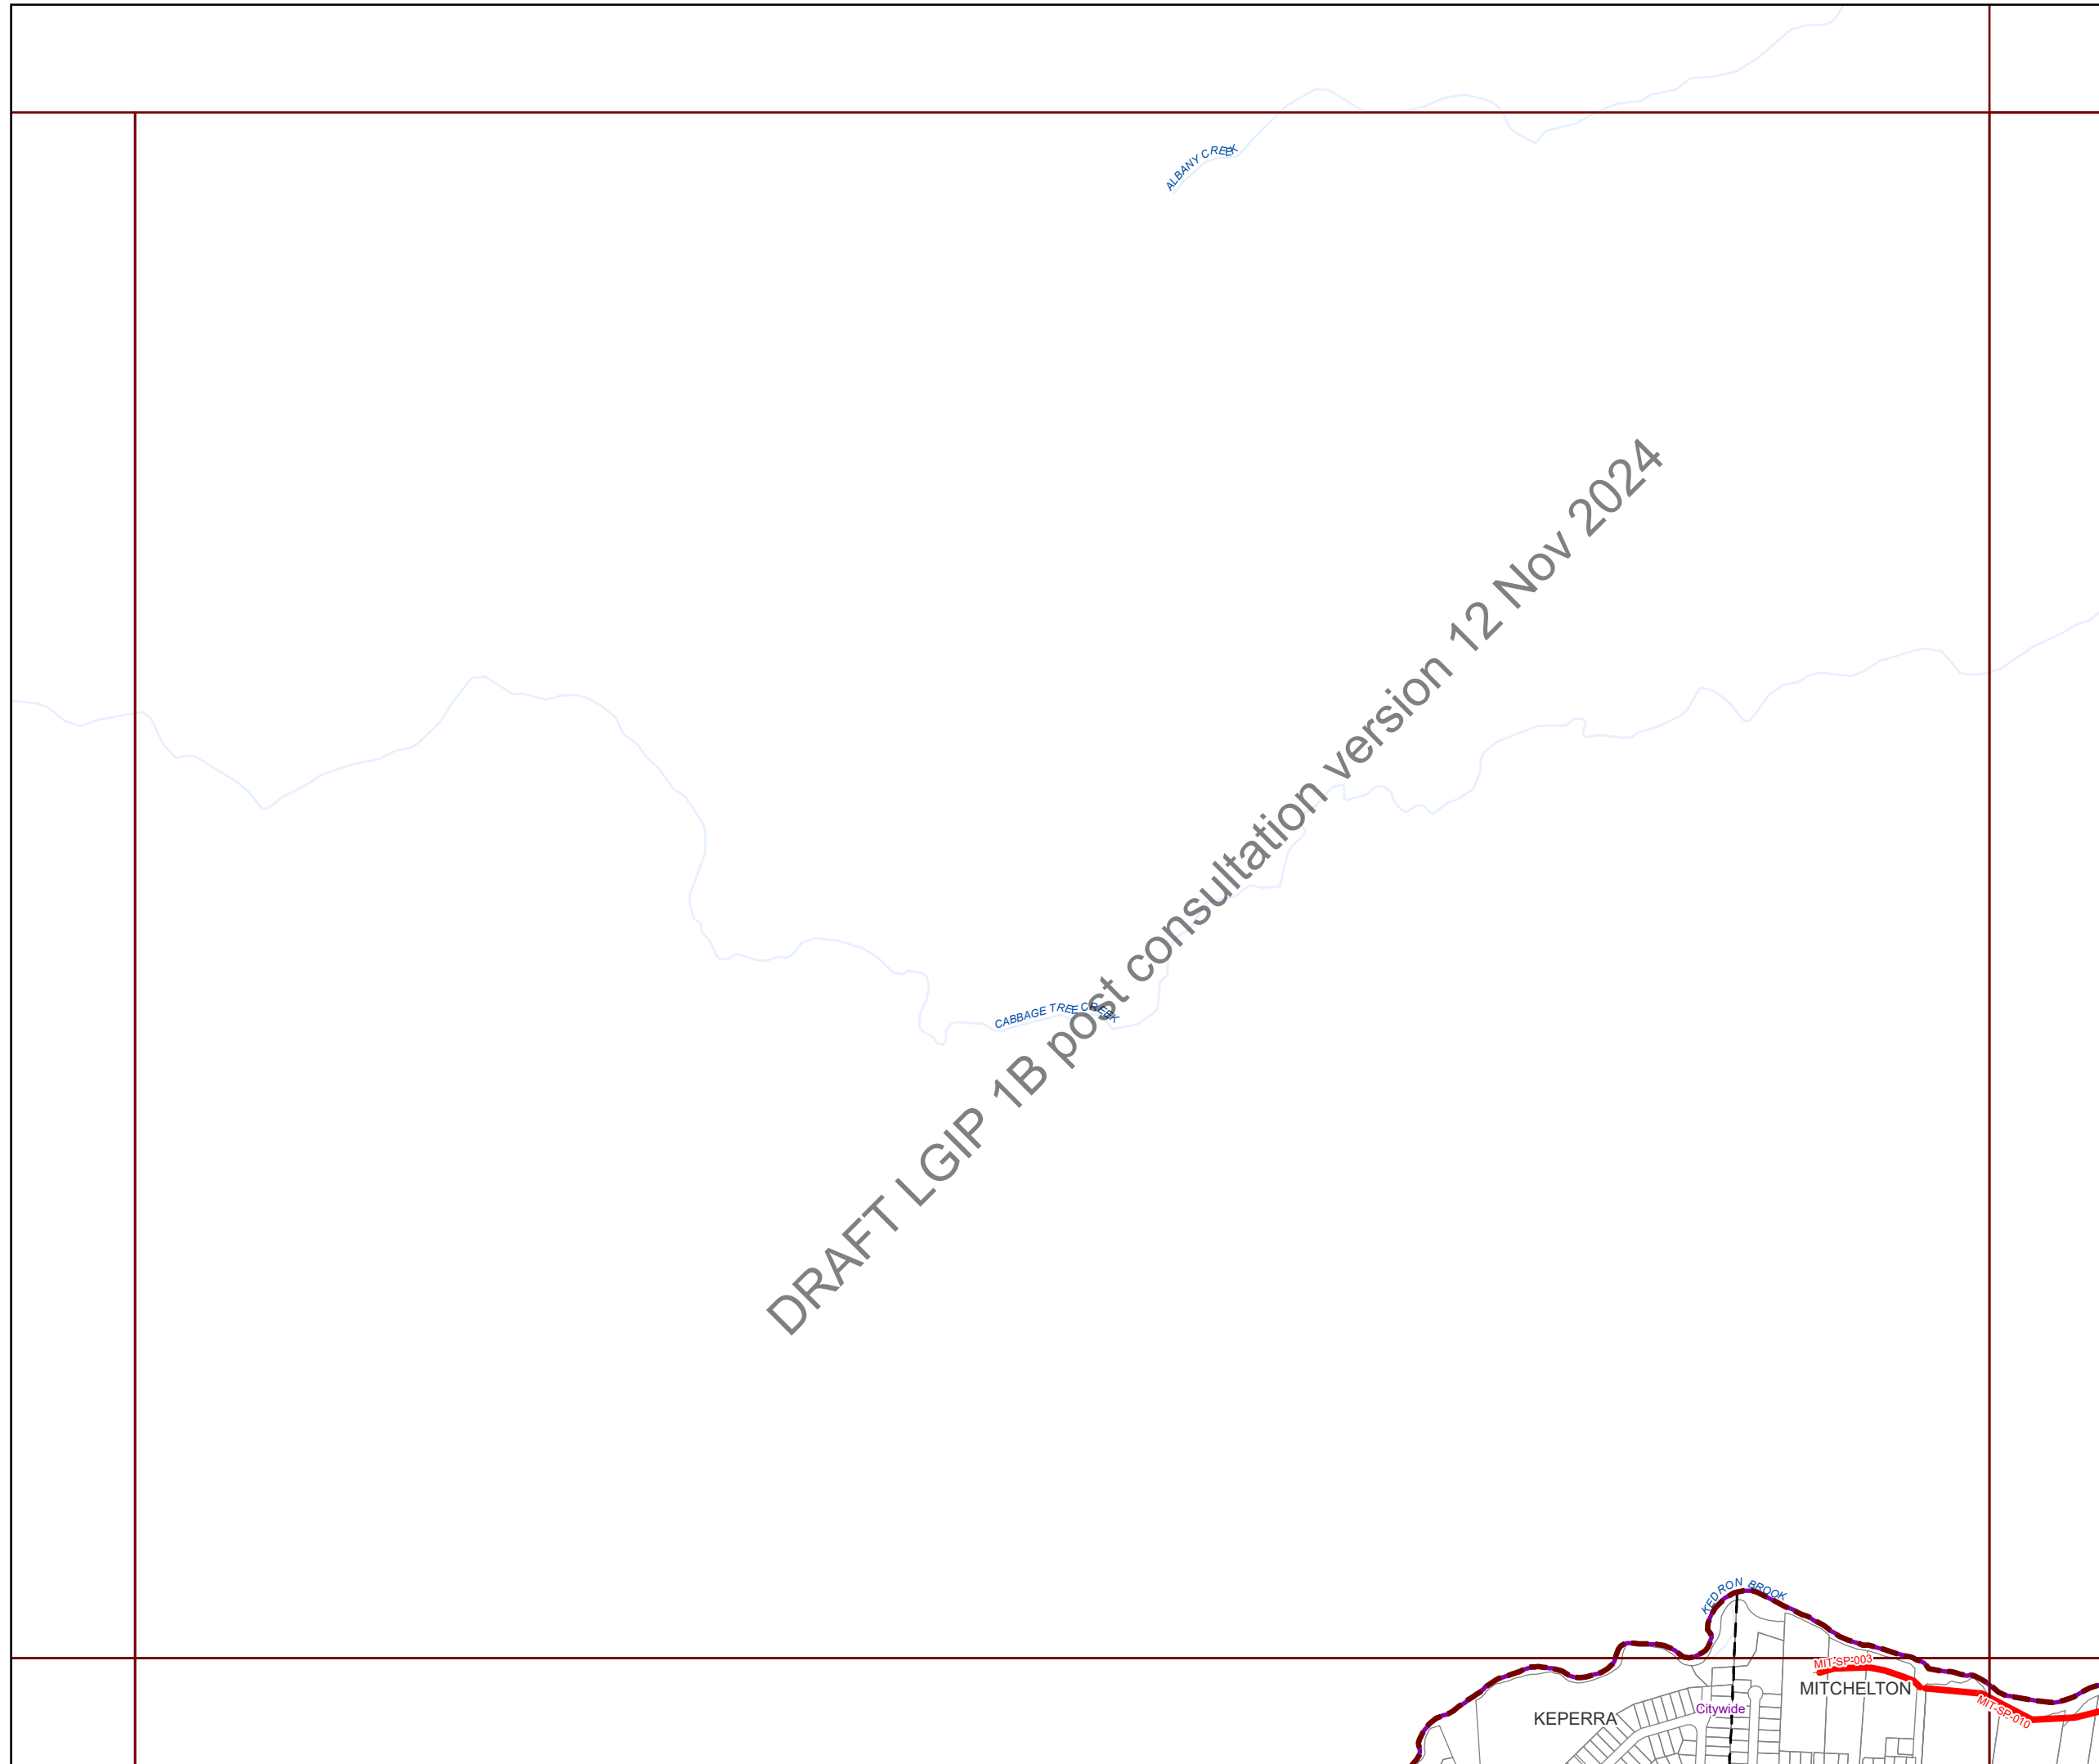 ALBANY CREEK
DRAFT LGIP 1B post consultation version 12 Nov 2024
CABBAGE TREE CREEK
KEDRON BROOK
MIT-SP-003
MITCHELTON
Citywide
KEPERRA
MIT-SP-010